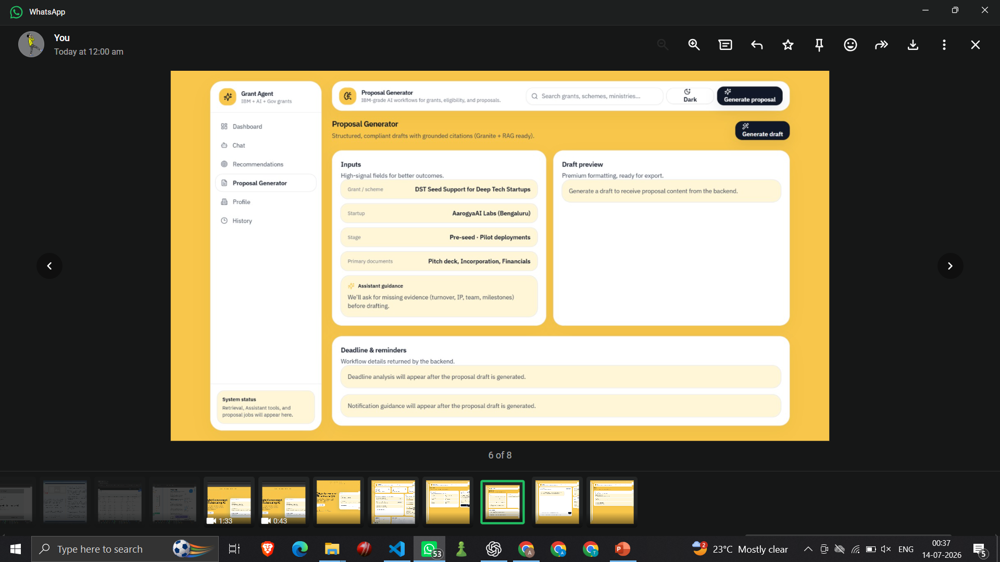 WhatsApp
You
Today at 12:00 am
Grant Agent
IBM + AI + Gov grants
Dashboard
Chat
Recommendations
Proposal Generator
Profile
History
System status
Retrieval, Assistant tools, and
proposal jobs will appear here.
Proposal Generator
IBM-grade AI workflows for grants, eligibility, and proposals.
Search grants, schemes, ministries...
Dark
Generate proposal
Proposal Generator
Structured, compliant drafts with grounded citations (Granite + RAG ready).
Generate draft
Inputs
High-signal fields for better outcomes.
Grant / scheme DST Seed Support for Deep Tech Startups
Startup AarogyaAI Labs (Bengaluru)
Stage Pre-seed · Pilot deployments
Primary documents Pitch deck, Incorporation, Financials
Assistant guidance
We'll ask for missing evidence (turnover, IP, team, milestones)
before drafting.
Draft preview
Premium formatting, ready for export.
Generate a draft to receive proposal content from the backend.
Deadline & reminders
Workflow details returned by the backend.
Deadline analysis will appear after the proposal draft is generated.
Notification guidance will appear after the proposal draft is generated.
6 of 8
1:33
0:43
Type here to search
53
A
A
T
P
2
23°C Mostly clear
ENG
00:37
14-07-2026
5